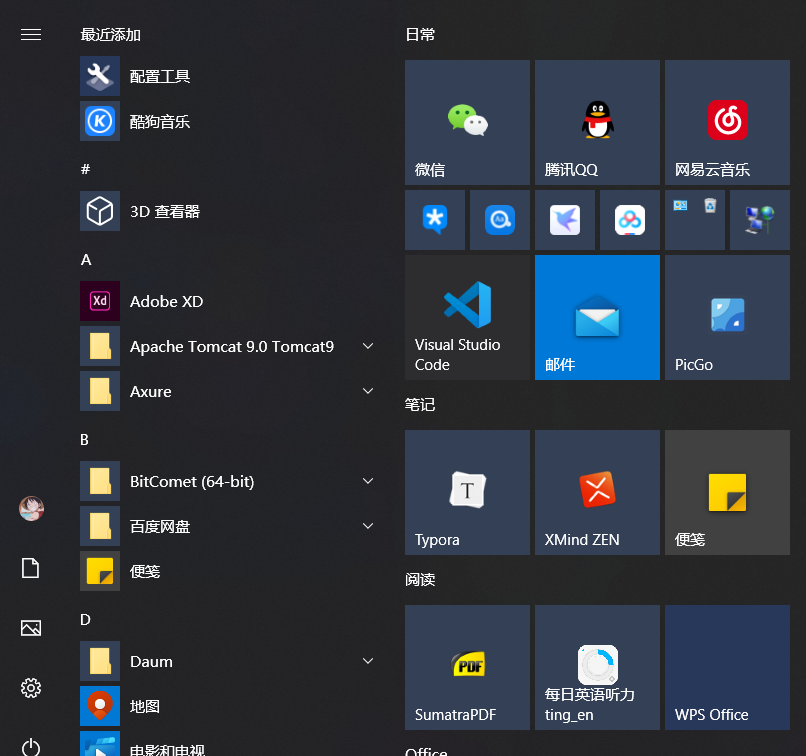 最近添加
配置工具
酷狗音乐
#
3D 查看器
A
Xd
Adobe XD
Apache Tomcat 9.0 Tomcat9
Axure
B
BitComet (64-bit)
百度网盘
便笺
D
Daum
地图
电影和电视
日常
微信
腾讯QQ
网易云音乐
Visual Studio
Code
邮件
PicGo
笔记
T
Typora
XMind ZEN
便笺
阅读
PDF
SumatraPDF
每日英语听力
ting_en
WPS Office
Office